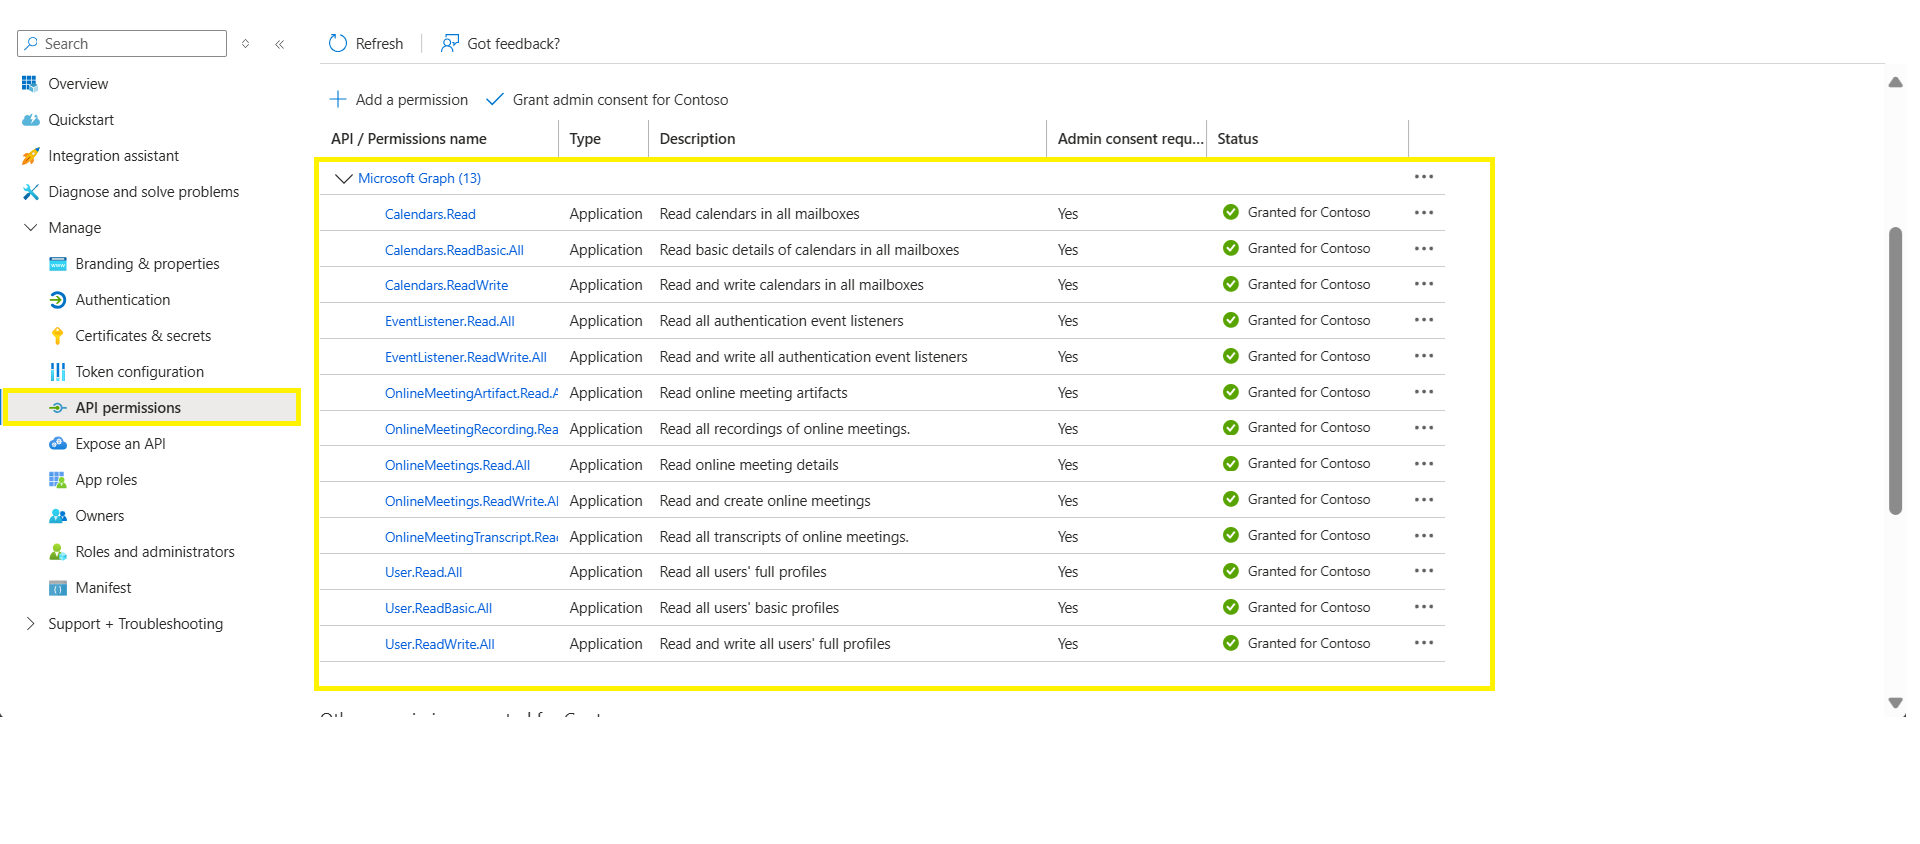 Search
Refresh
Got feedback?
Overview
Quickstart
Integration assistant
Diagnose and solve problems
Manage
Branding & properties
Authentication
Certificates & secrets
Token configuration
API permissions
Expose an API
App roles
Owners
Roles and administrators
Manifest
Support + Troubleshooting
Add a permission
Grant admin consent for Contoso
API / Permissions name Type Description Admin consent requ... Status
Microsoft Graph (13)
Calendars.Read Application Read calendars in all mailboxes Yes Granted for Contoso
Calendars.ReadBasic.All Application Read basic details of calendars in all mailboxes Yes Granted for Contoso
Calendars.ReadWrite Application Read and write calendars in all mailboxes Yes Granted for Contoso
EventListener.Read.All Application Read all authentication event listeners Yes Granted for Contoso
EventListener.ReadWrite.All Application Read and write all authentication event listeners Yes Granted for Contoso
OnlineMeetingArtifact.Read.A Application Read online meeting artifacts Yes Granted for Contoso
OnlineMeetingRecording.Rea Application Read all recordings of online meetings. Yes Granted for Contoso
OnlineMeetings.Read.All Application Read online meeting details Yes Granted for Contoso
OnlineMeetings.ReadWrite.Al Application Read and create online meetings Yes Granted for Contoso
OnlineMeetingTranscript.Read Application Read all transcripts of online meetings. Yes Granted for Contoso
User.Read.All Application Read all users' full profiles Yes Granted for Contoso
User.ReadBasic.All Application Read all users' basic profiles Yes Granted for Contoso
User.ReadWrite.All Application Read and write all users' full profiles Yes Granted for Contoso